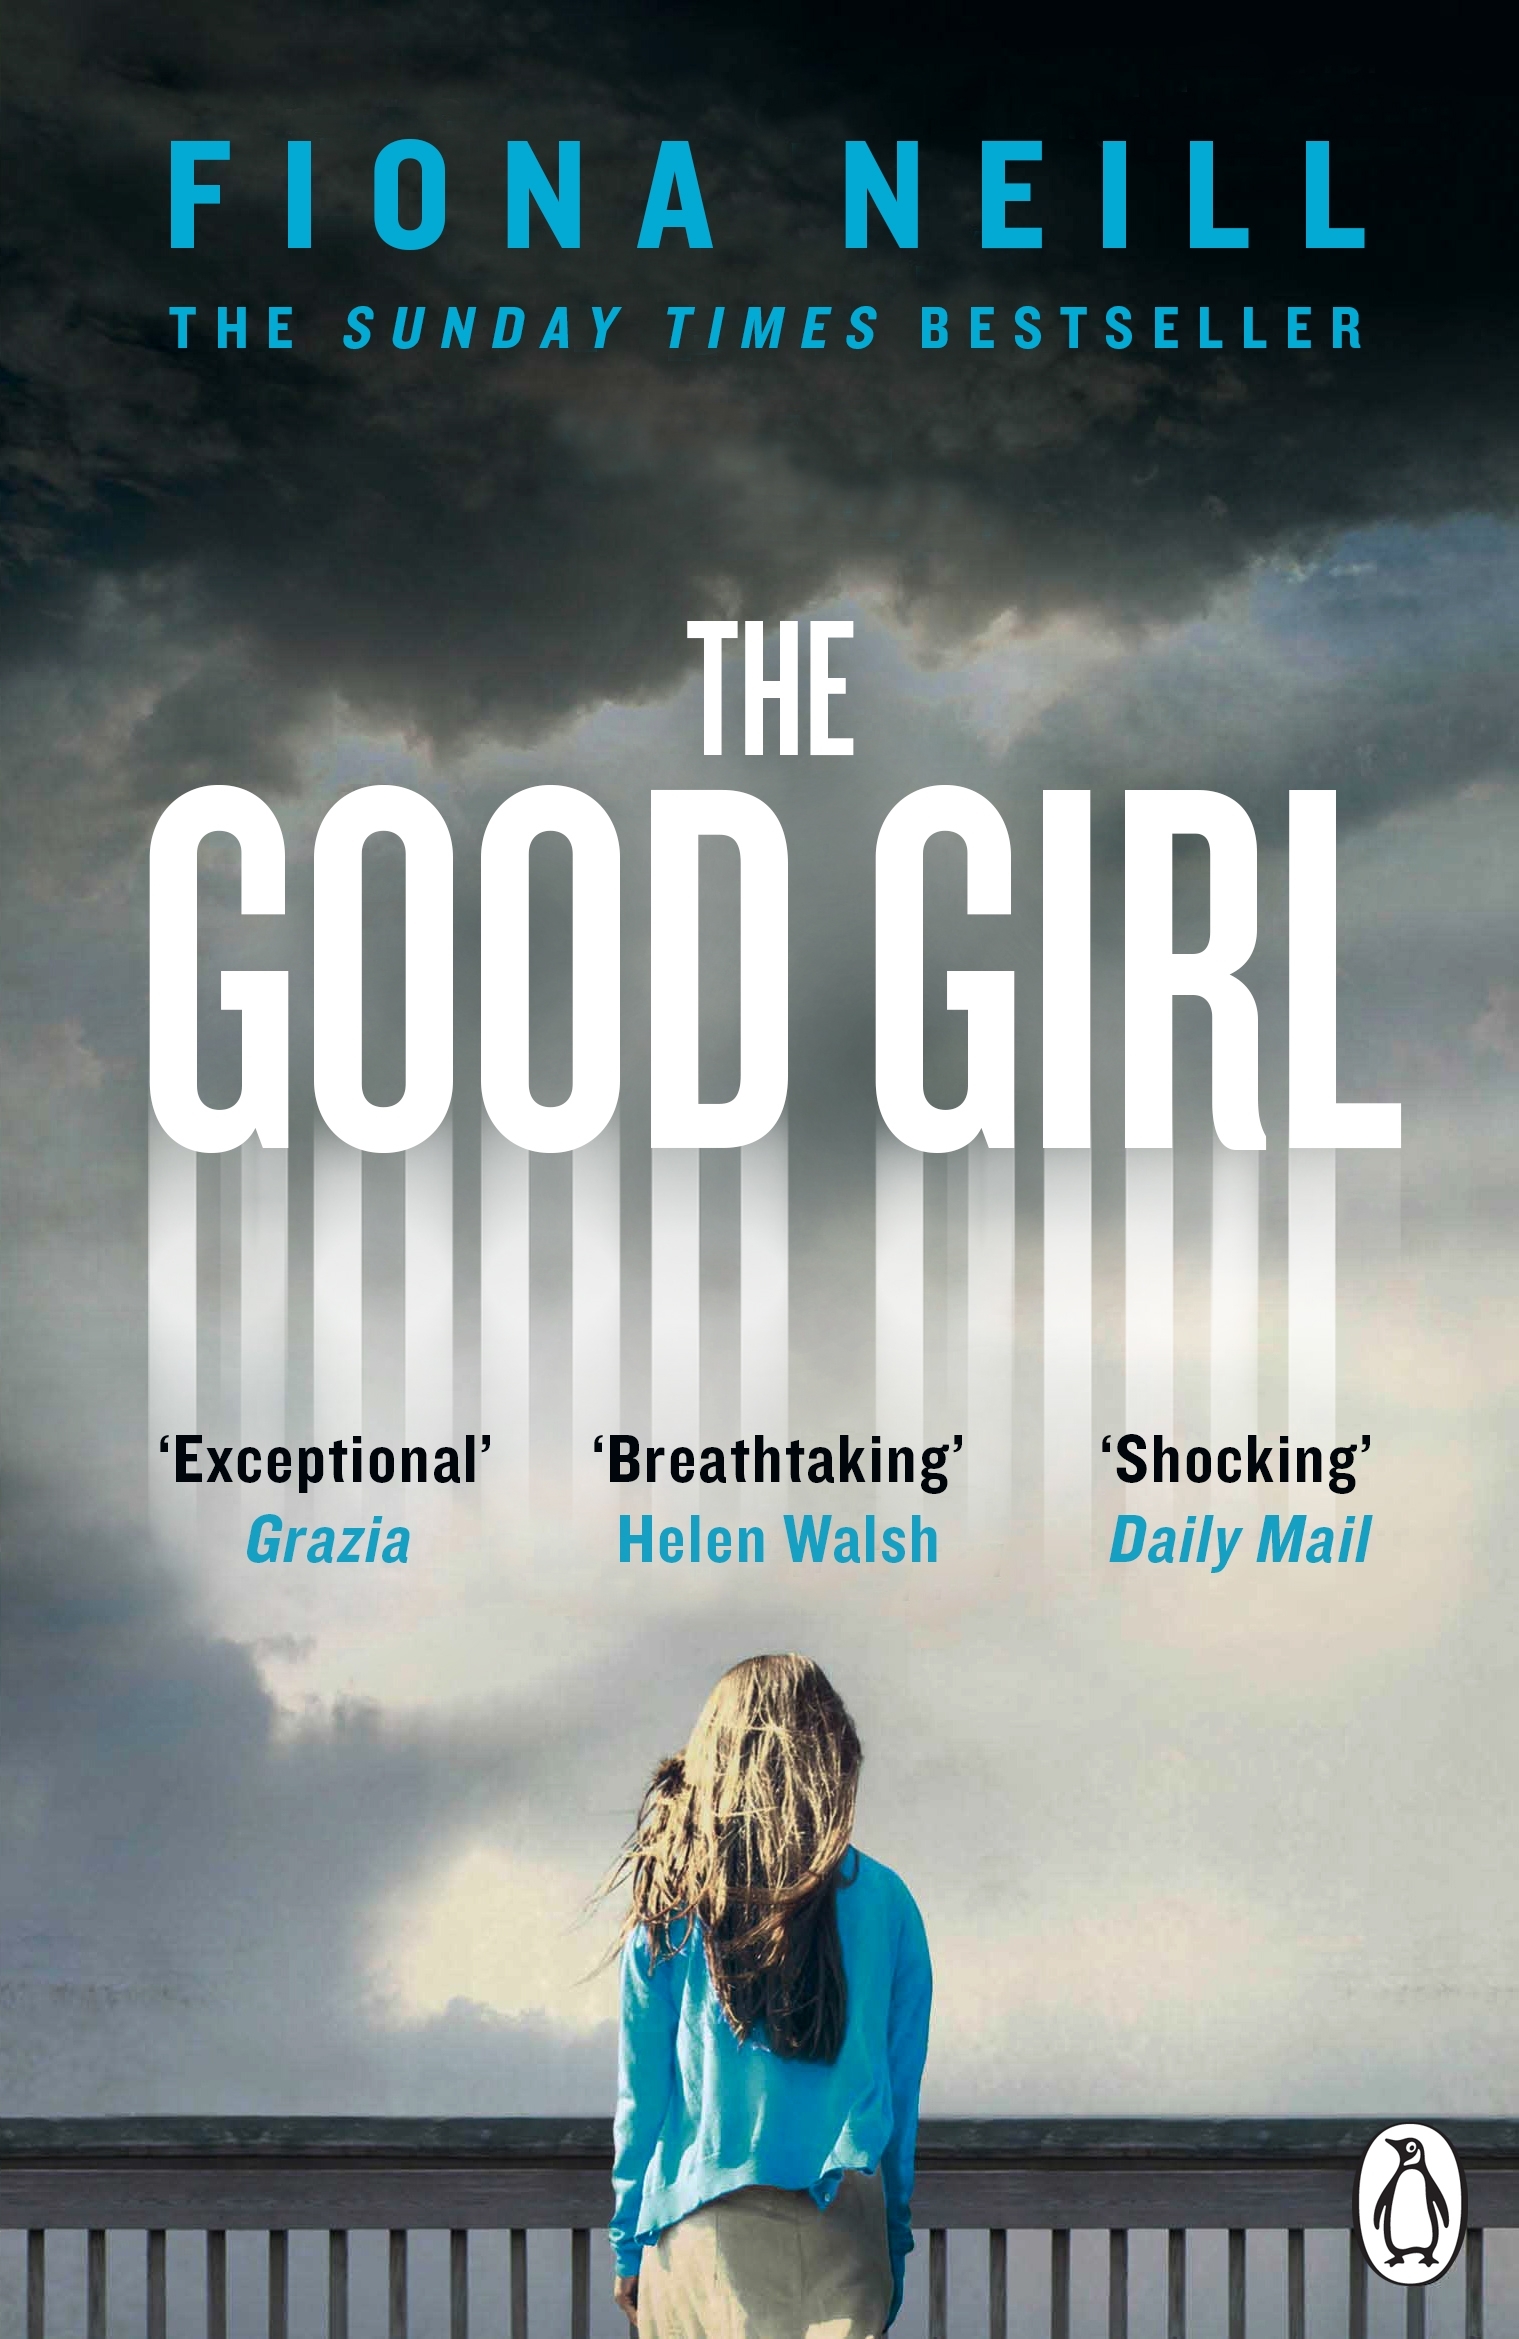 FIONA NEILL
THE SUNDAY TIMES BESTSELLER
THE
GOOD GIRL
‘Exceptional’ ‘Breathtaking’ ‘Shocking’
Grazia Helen Walsh Daily Mail